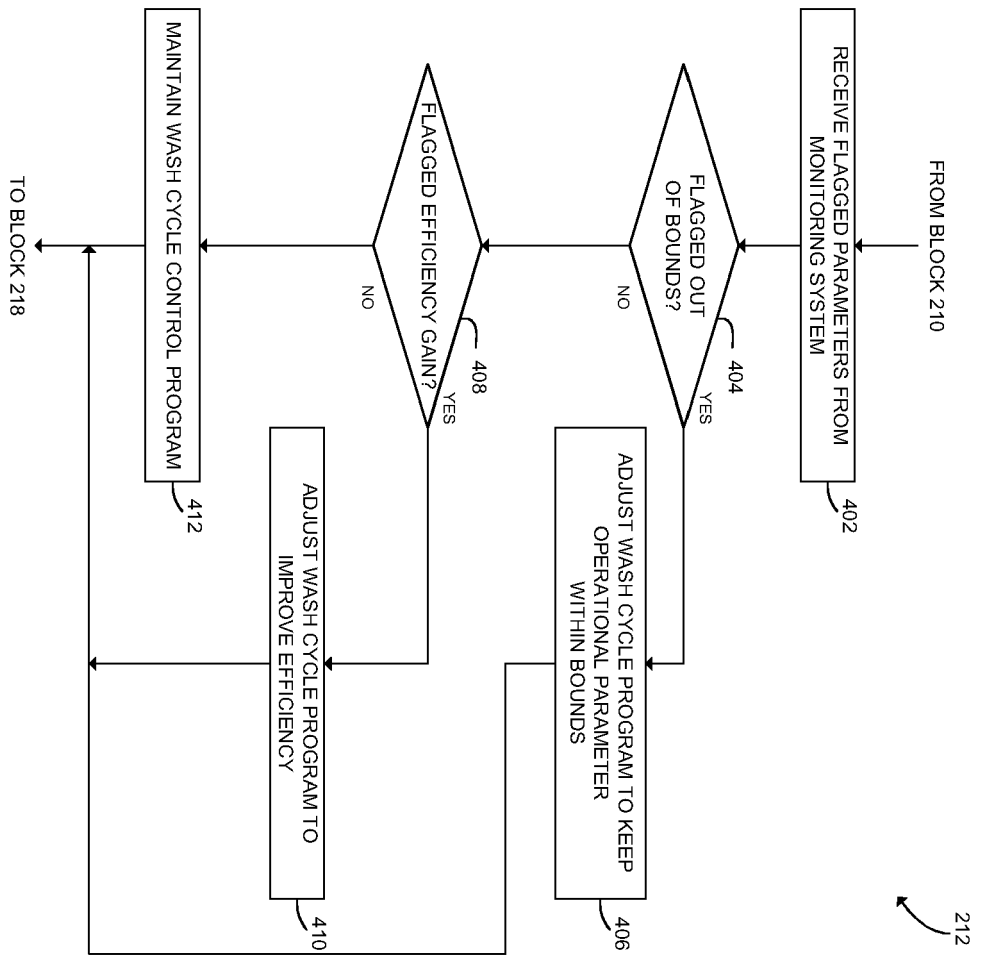 212
FROM BLOCK 210
RECEIVE FLAGGED PARAMETERS FROM
MONITORING SYSTEM
402
FLAGGED OUT
OF BOUNDS?
404
YES
NO
ADJUST WASH CYCLE PROGRAM TO KEEP
OPERATIONAL PARAMETER
WITHIN BOUNDS
406
FLAGGED EFFICIENCY GAIN?
408
YES
NO
ADJUST WASH CYCLE PROGRAM TO
IMPROVE EFFICIENCY
410
MAINTAIN WASH CYCLE CONTROL PROGRAM
412
TO BLOCK 218